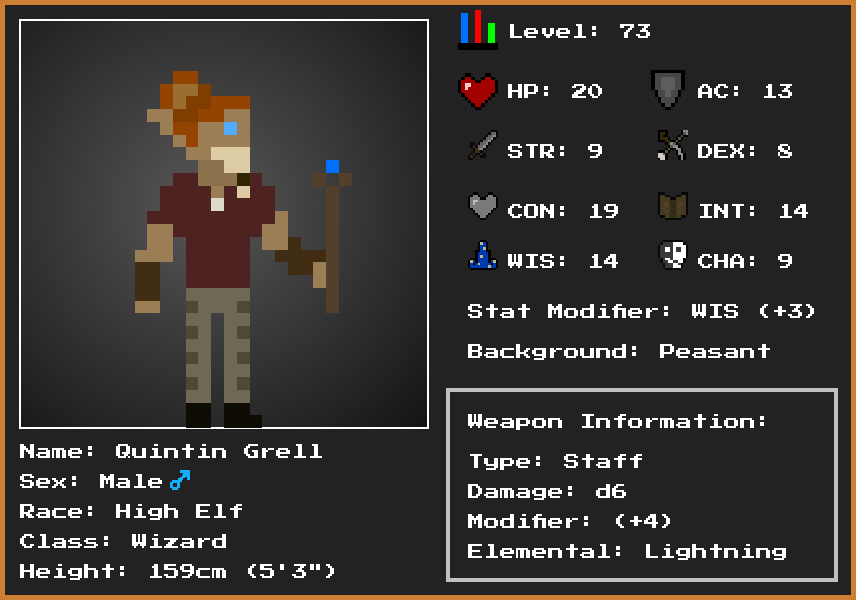 Level: 73
HP: 20 AC: 13
STR: 9 DEX: 8
CON: 19 INT: 14
WIS: 14 CHA: 9
Stat Modifier: WIS (+3)
Background: Peasant
Weapon Information:
Type: Staff
Damage: d6
Modifier: (+4)
Elemental: Lightning
Name: Quintin Grell
Sex: Male♂
Race: High Elf
Class: Wizard
Height: 159cm (5'3")